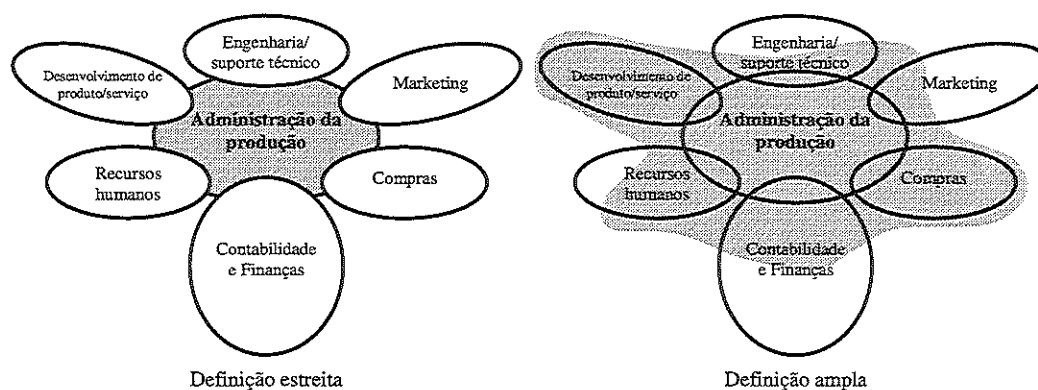 Engenharia/
suporte técnico
Desenvolvimento de
produto/serviço
Marketing
Administração da
produção
Recursos
humanos
Compras
Contabilidade
e Finanças
Definição estreita
Engenharia/
suporte técnico
Desenvolvimento de
produto/serviço
Marketing
Administração da
produção
Recursos
humanos
Compras
Contabilidade
e Finanças
Definição ampla